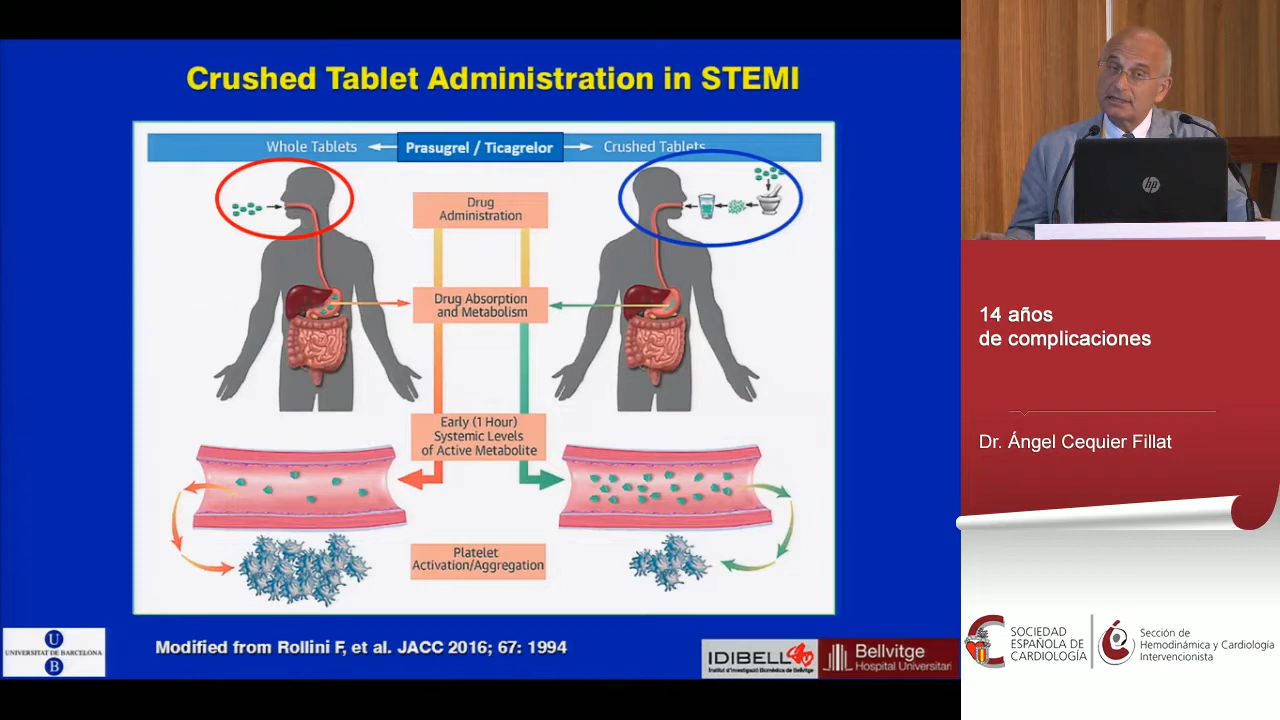 Crushed Tablet Administration in STEMI
Whole Tablets
Prasugrel / Ticagrelor
Crushed Tablets
Drug
Administration
Drug Absorption
and Metabolism
Early (1 Hour)
Systemic Levels
of Active Metabolite
Platelet
Activation/Aggregation
Modified from Rollini F, et al. JACC 2016; 67: 1994
U
UNIVERSITAT DE BARCELONA
B
IDIBELL
Institut d'Investigació Biomèdica de Bellvitge
Bellvitge
Hospital Universitari
hp
14 años
de complicaciones
Dr. Ángel Cequier Fillat
SOCIEDAD
ESPAÑOLA DE
CARDIOLOGÍA
Sección de
Hemodinámica y Cardiología
Intervencionista